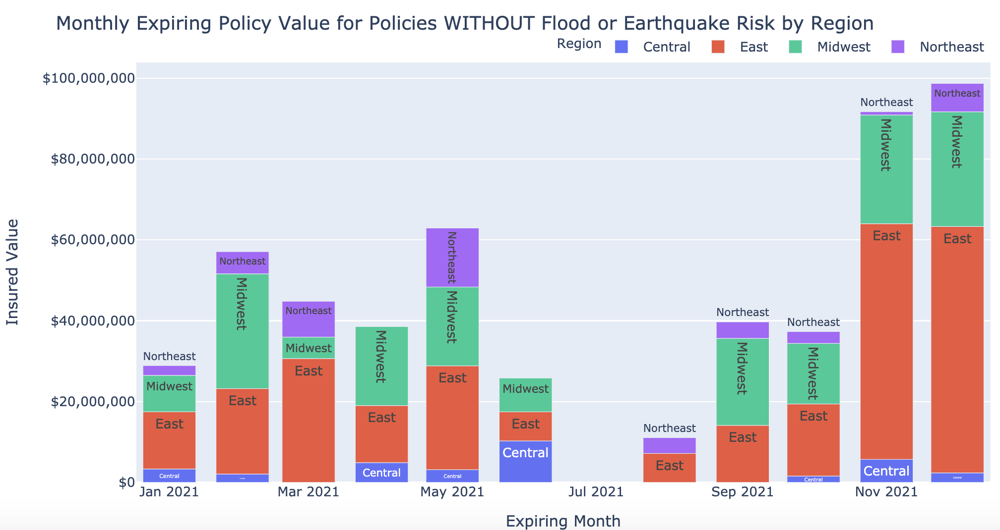 Monthly Expiring Policy Value for Policies WITHOUT Flood or Earthquake Risk by Region
Region Central East Midwest Northeast
Insured Value
$100,000,000
$80,000,000
$60,000,000
$40,000,000
$20,000,000
$0
Northeast
Midwest
East
Central
Northeast
Midwest
East
Central
Northeast
Midwest
East
Midwest
East
Central
Northeast
Midwest
East
Central
Midwest
East
Central
Northeast
East
Northeast
Midwest
East
Northeast
Midwest
East
Central
Northeast
Midwest
East
Central
Northeast
Midwest
East
Central
Jan 2021 Mar 2021 May 2021 Jul 2021 Sep 2021 Nov 2021
Expiring Month